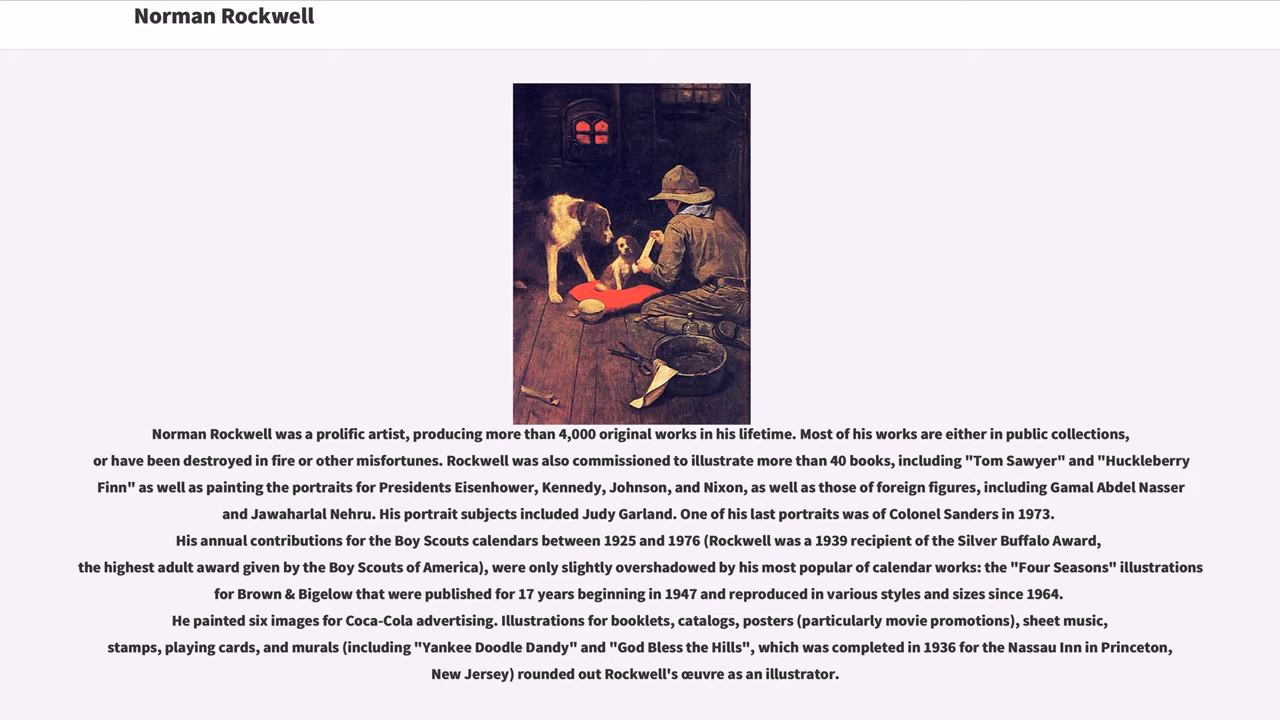 Norman Rockwell
Norman Rockwell was a prolific artist, producing more than 4,000 original works in his lifetime. Most of his works are either in public collections,
or have been destroyed in fire or other misfortunes. Rockwell was also commissioned to illustrate more than 40 books, including "Tom Sawyer" and "Huckleberry
Finn" as well as painting the portraits for Presidents Eisenhower, Kennedy, Johnson, and Nixon, as well as those of foreign figures, including Gamal Abdel Nasser
and Jawaharlal Nehru. His portrait subjects included Judy Garland. One of his last portraits was of Colonel Sanders in 1973.
His annual contributions for the Boy Scouts calendars between 1925 and 1976 (Rockwell was a 1939 recipient of the Silver Buffalo Award,
the highest adult award given by the Boy Scouts of America), were only slightly overshadowed by his most popular of calendar works: the "Four Seasons" illustrations
for Brown & Bigelow that were published for 17 years beginning in 1947 and reproduced in various styles and sizes since 1964.
He painted six images for Coca-Cola advertising. Illustrations for booklets, catalogs, posters (particularly movie promotions), sheet music,
stamps, playing cards, and murals (including "Yankee Doodle Dandy" and "God Bless the Hills", which was completed in 1936 for the Nassau Inn in Princeton,
New Jersey) rounded out Rockwell's œuvre as an illustrator.